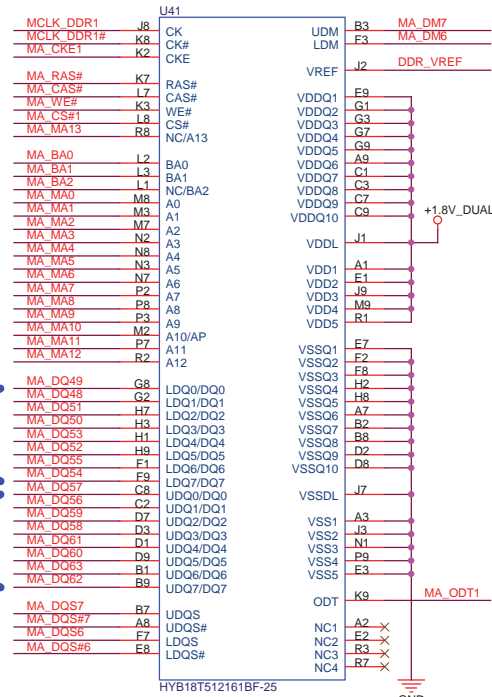 U41
MCLK_DDR1 J8 CK
MCLK_DDR1# K8 CK#
MA_CKE1 K2 CKE
MA_RAS# K7 RAS#
MA_CAS# L7 CAS#
MA_WE# K3 WE#
MA_CS#1 L8 CS#
MA_MA13 R8 NC/A13
MA_BA0 L2 BA0
MA_BA1 L3 BA1
MA_BA2 L1 NC/BA2
MA_MA0 M8 A0
MA_MA1 M3 A1
MA_MA2 M7 A2
MA_MA3 N2 A3
MA_MA4 N8 A4
MA_MA5 N3 A5
MA_MA6 N7 A6
MA_MA7 P2 A7
MA_MA8 P8 A8
MA_MA9 P3 A9
MA_MA10 M2 A10/AP
MA_MA11 P7 A11
MA_MA12 R2 A12
MA_DQ49 G8 LDQ0/DQ0
MA_DQ48 G2 LDQ1/DQ1
MA_DQ51 H7 LDQ2/DQ2
MA_DQ50 H3 LDQ3/DQ3
MA_DQ53 H1 LDQ4/DQ4
MA_DQ52 H9 LDQ5/DQ5
MA_DQ55 F1 LDQ6/DQ6
MA_DQ54 F9 LDQ7/DQ7
MA_DQ57 C8 UDQ0/DQ0
MA_DQ56 C2 UDQ1/DQ1
MA_DQ59 D7 UDQ2/DQ2
MA_DQ58 D3 UDQ3/DQ3
MA_DQ61 D1 UDQ4/DQ4
MA_DQ60 D9 UDQ5/DQ5
MA_DQ63 B1 UDQ6/DQ6
MA_DQ62 B9 UDQ7/DQ7
MA_DQS7 B7 UDQS
MA_DQS#7 A8 UDQS#
MA_DQS6 F7 LDQS
MA_DQS#6 E8 LDQS#
UDM B3 MA_DM7
LDM F3 MA_DM6
VREF J2 DDR_VREF
VDDQ1 E9
VDDQ2 G1
VDDQ3 G3
VDDQ4 G7
VDDQ5 G9
VDDQ6 A9
VDDQ7 C1
VDDQ8 C3
VDDQ9 C7
VDDQ10 C9
+1.8V_DUAL
VDDL J1
VDD1 A1
VDD2 E1
VDD3 J9
VDD4 M9
VDD5 R1
VSSQ1 E7
VSSQ2 F2
VSSQ3 F8
VSSQ4 H2
VSSQ5 H8
VSSQ6 A7
VSSQ7 B2
VSSQ8 B8
VSSQ9 D2
VSSQ10 D8
VSSDL J7
VSS1 A3
VSS2 J3
VSS3 N1
VSS4 P9
VSS5 E3
ODT K9 MA_ODT1
NC1 A2
NC2 E2
NC3 R3
NC4 R7
HYB18T512161BF-25
GND